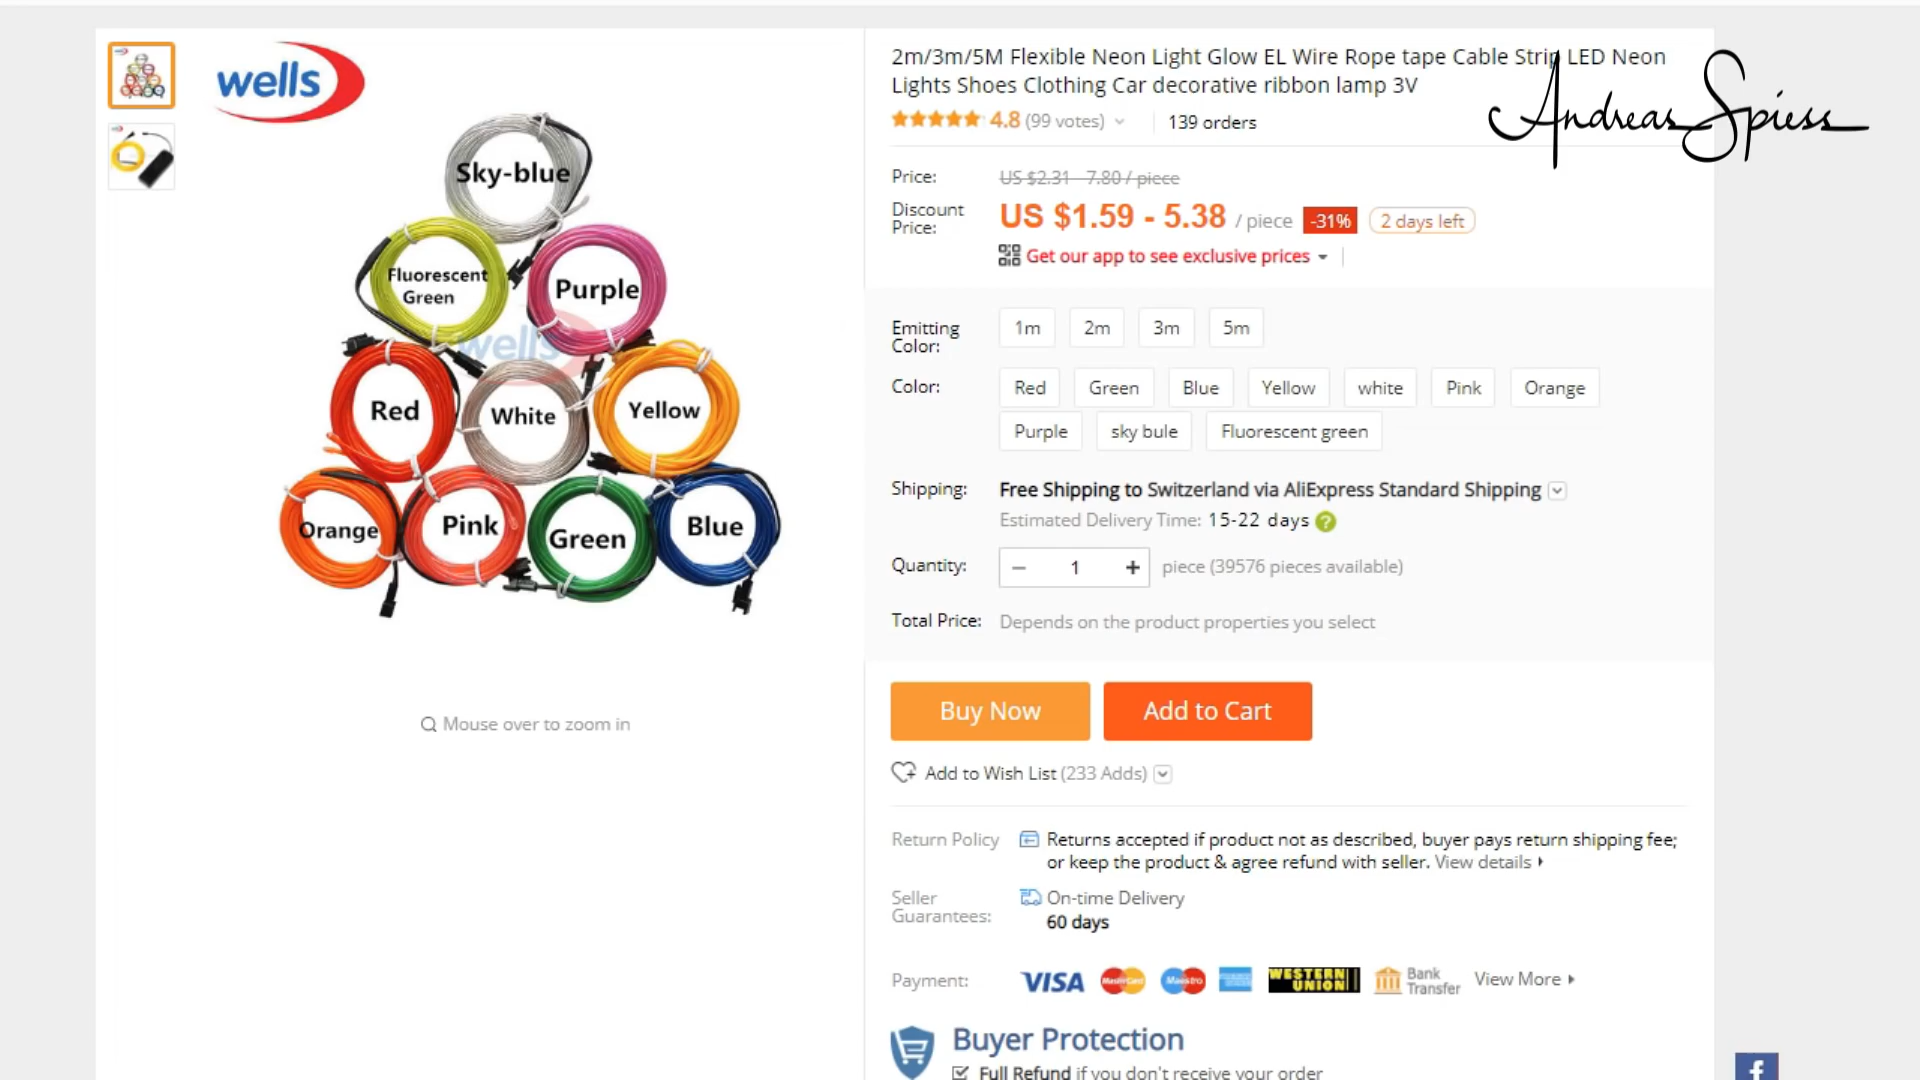 wells
Sky-blue
Fluorescent
Green
Purple
wells
Red
White
Yellow
Orange
Pink
Green
Blue
Mouse over to zoom in
2m/3m/5M Flexible Neon Light Glow EL Wire Rope tape Cable Strip LED Neon
Lights Shoes Clothing Car decorative ribbon lamp 3V
Andreas Spiess
4.8 (99 votes) 139 orders
Price: US $2.31 - 7.80 / piece
Discount
Price: US $1.59 - 5.38 / piece -31% 2 days left
Get our app to see exclusive prices
Emitting
Color: 1m 2m 3m 5m
Color: Red Green Blue Yellow white Pink Orange
Purple sky bule Fluorescent green
Shipping: Free Shipping to Switzerland via AliExpress Standard Shipping
Estimated Delivery Time: 15-22 days ?
Quantity: − 1 + piece (39576 pieces available)
Total Price: Depends on the product properties you select
Buy Now Add to Cart
Add to Wish List (233 Adds)
Return Policy Returns accepted if product not as described, buyer pays return shipping fee;
or keep the product & agree refund with seller. View details
Seller
Guarantees: On-time Delivery
60 days
Payment: VISA MasterCard Maestro WESTERN UNION Bank Transfer View More
Buyer Protection
Full Refund if you don't receive your order
f